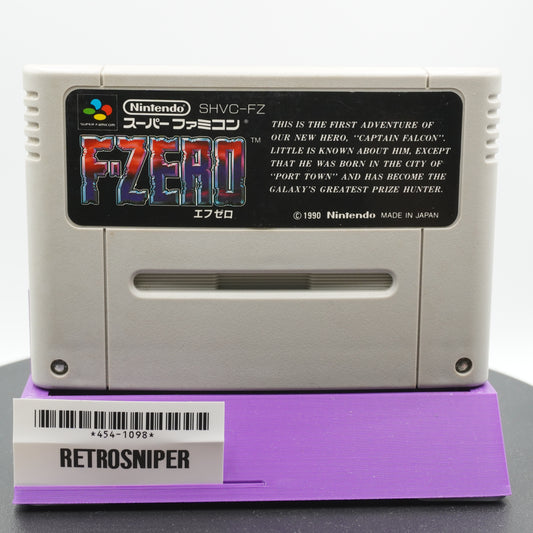 SUPER FAMICOM
Nintendo SHVC-FZ
スーパーファミコン
F-ZERO™
エフゼロ
THIS IS THE FIRST ADVENTURE OF
OUR NEW HERO, "CAPTAIN FALCON".
LITTLE IS KNOWN ABOUT HIM, EXCEPT
THAT HE WAS BORN IN THE CITY OF
"PORT TOWN" AND HAS BECOME THE
GALAXY'S GREATEST PRIZE HUNTER.
© 1990 Nintendo MADE IN JAPAN
*454-1098*
RETROSNIPER